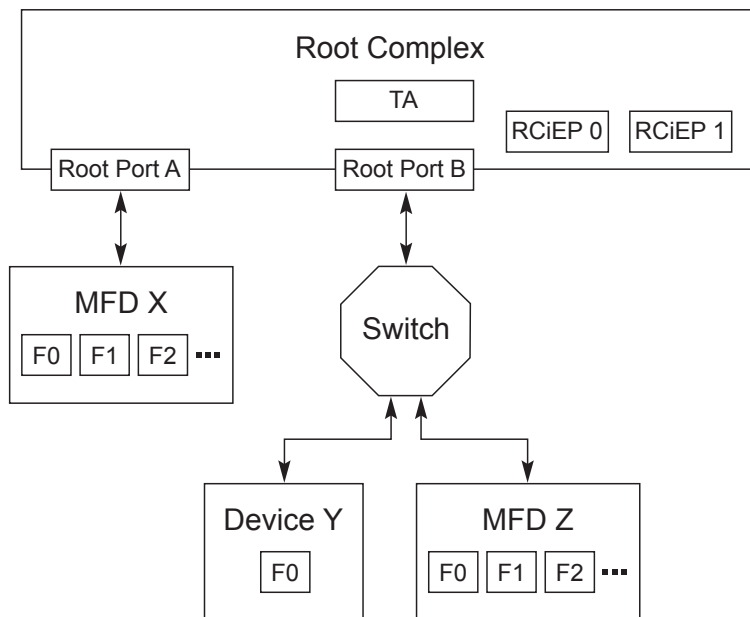 Root Complex
TA
RCiEP 0
RCiEP 1
Root Port A
Root Port B
MFD X
F0
F1
F2
Switch
Device Y
F0
MFD Z
F0
F1
F2